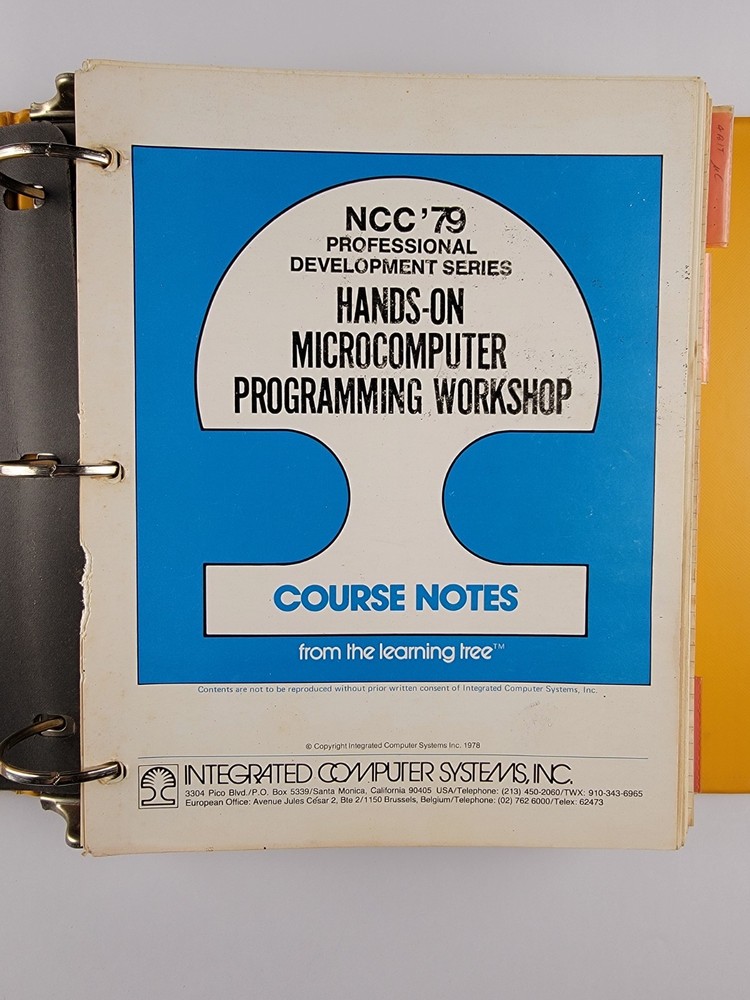 NCC '79
PROFESSIONAL
DEVELOPMENT SERIES
HANDS-ON
MICROCOMPUTER
PROGRAMMING WORKSHOP
COURSE NOTES
from the learning tree™
Contents are not to be reproduced without prior written consent of Integrated Computer Systems, Inc.
© Copyright Integrated Computer Systems Inc. 1978
INTEGRATED COMPUTER SYSTEMS, INC.
3304 Pico Blvd./P.O. Box 5339/Santa Monica, California 90405 USA/Telephone: (213) 450-2060/TWX: 910-343-6965
European Office: Avenue Jules César 2, Bte 2/1150 Brussels, Belgium/Telephone: (02) 762 6000/Telex: 62473